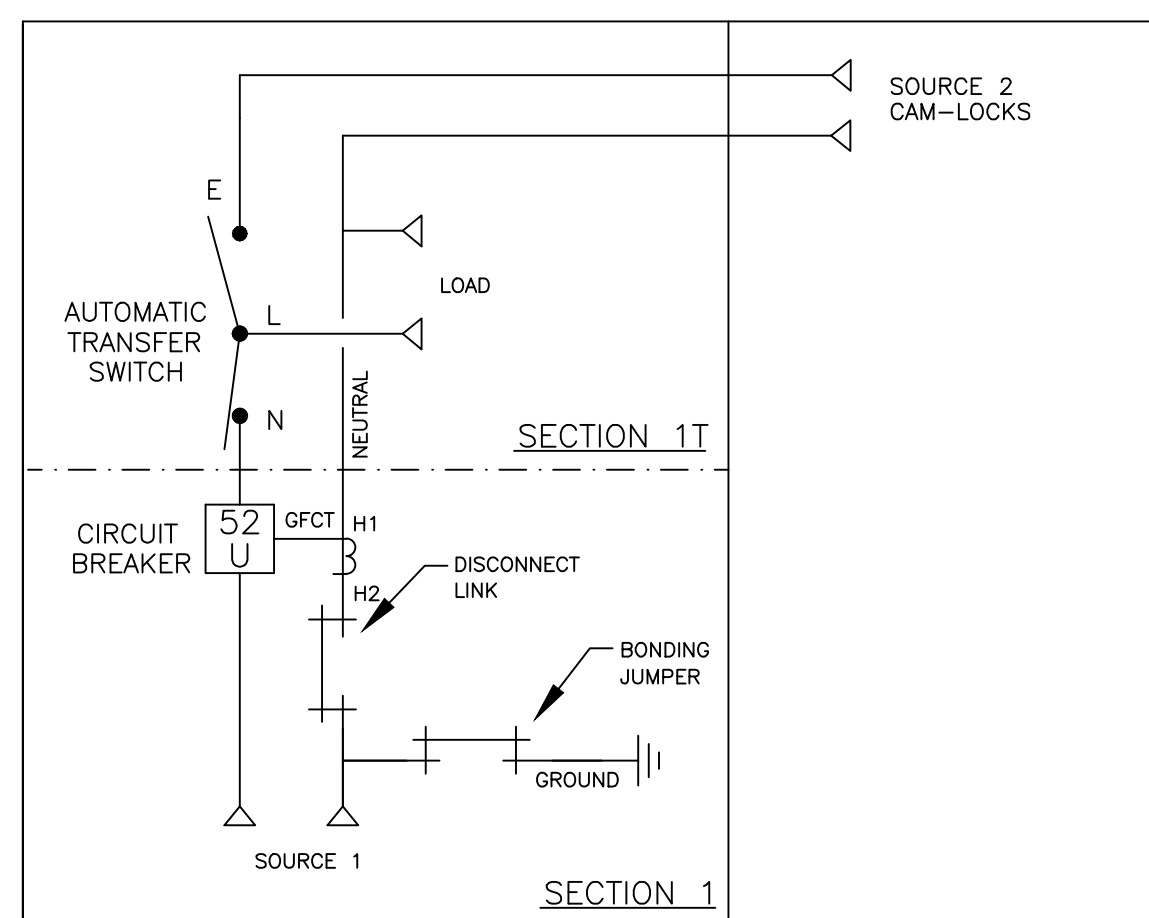 SOURCE 2
CAM-LOCKS
E
LOAD
L
AUTOMATIC
TRANSFER
SWITCH
N
NEUTRAL
SECTION 1T
CIRCUIT
BREAKER
52
U
GFCT
H1
H2
DISCONNECT
LINK
BONDING
JUMPER
GROUND
SOURCE 1
SECTION 1